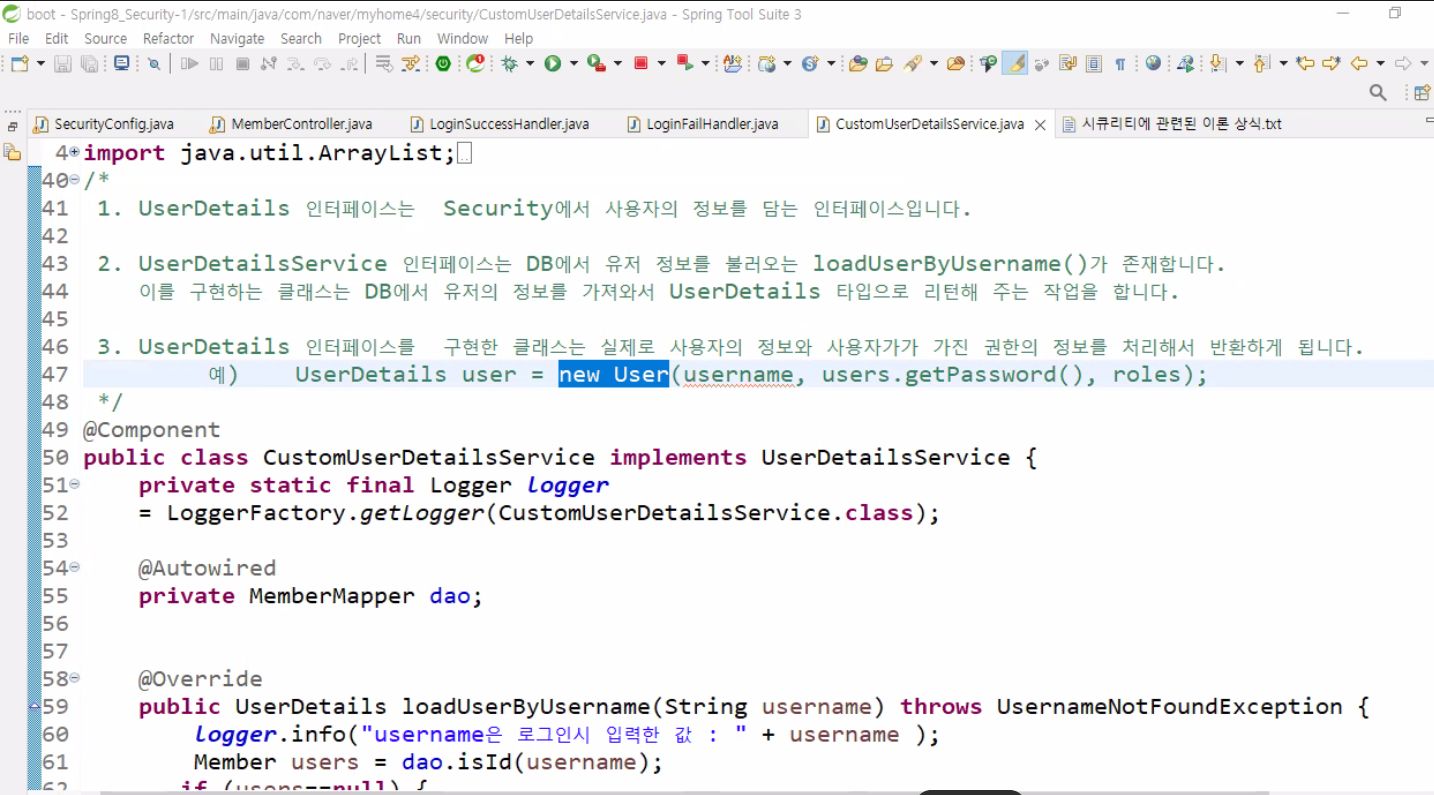 boot - Spring8_Security-1/src/main/java/com/naver/myhome4/security/CustomUserDetailsService.java - Spring Tool Suite 3
File Edit Source Refactor Navigate Search Project Run Window Help
SecurityConfig.java MemberController.java LoginSuccessHandler.java LoginFailHandler.java CustomUserDetailsService.java 시큐리티에 관련된 이론 상식.txt
4 import java.util.ArrayList;
40 /*
41 1. UserDetails 인터페이스는 Security에서 사용자의 정보를 담는 인터페이스입니다.
42
43 2. UserDetailsService 인터페이스는 DB에서 유저 정보를 불러오는 loadUserByUsername()가 존재합니다.
44 이를 구현하는 클래스는 DB에서 유저의 정보를 가져와서 UserDetails 타입으로 리턴해 주는 작업을 합니다.
45
46 3. UserDetails 인터페이스를 구현한 클래스는 실제로 사용자의 정보와 사용자가가 가진 권한의 정보를 처리해서 반환하게 됩니다.
47 예) UserDetails user = new User(username, users.getPassword(), roles);
48 */
49 @Component
50 public class CustomUserDetailsService implements UserDetailsService {
51 private static final Logger logger
52 = LoggerFactory.getLogger(CustomUserDetailsService.class);
53
54 @Autowired
55 private MemberMapper dao;
56
57
58 @Override
59 public UserDetails loadUserByUsername(String username) throws UsernameNotFoundException {
60 logger.info("username은 로그인시 입력한 값 : " + username );
61 Member users = dao.isId(username);
62 if (users==null) {